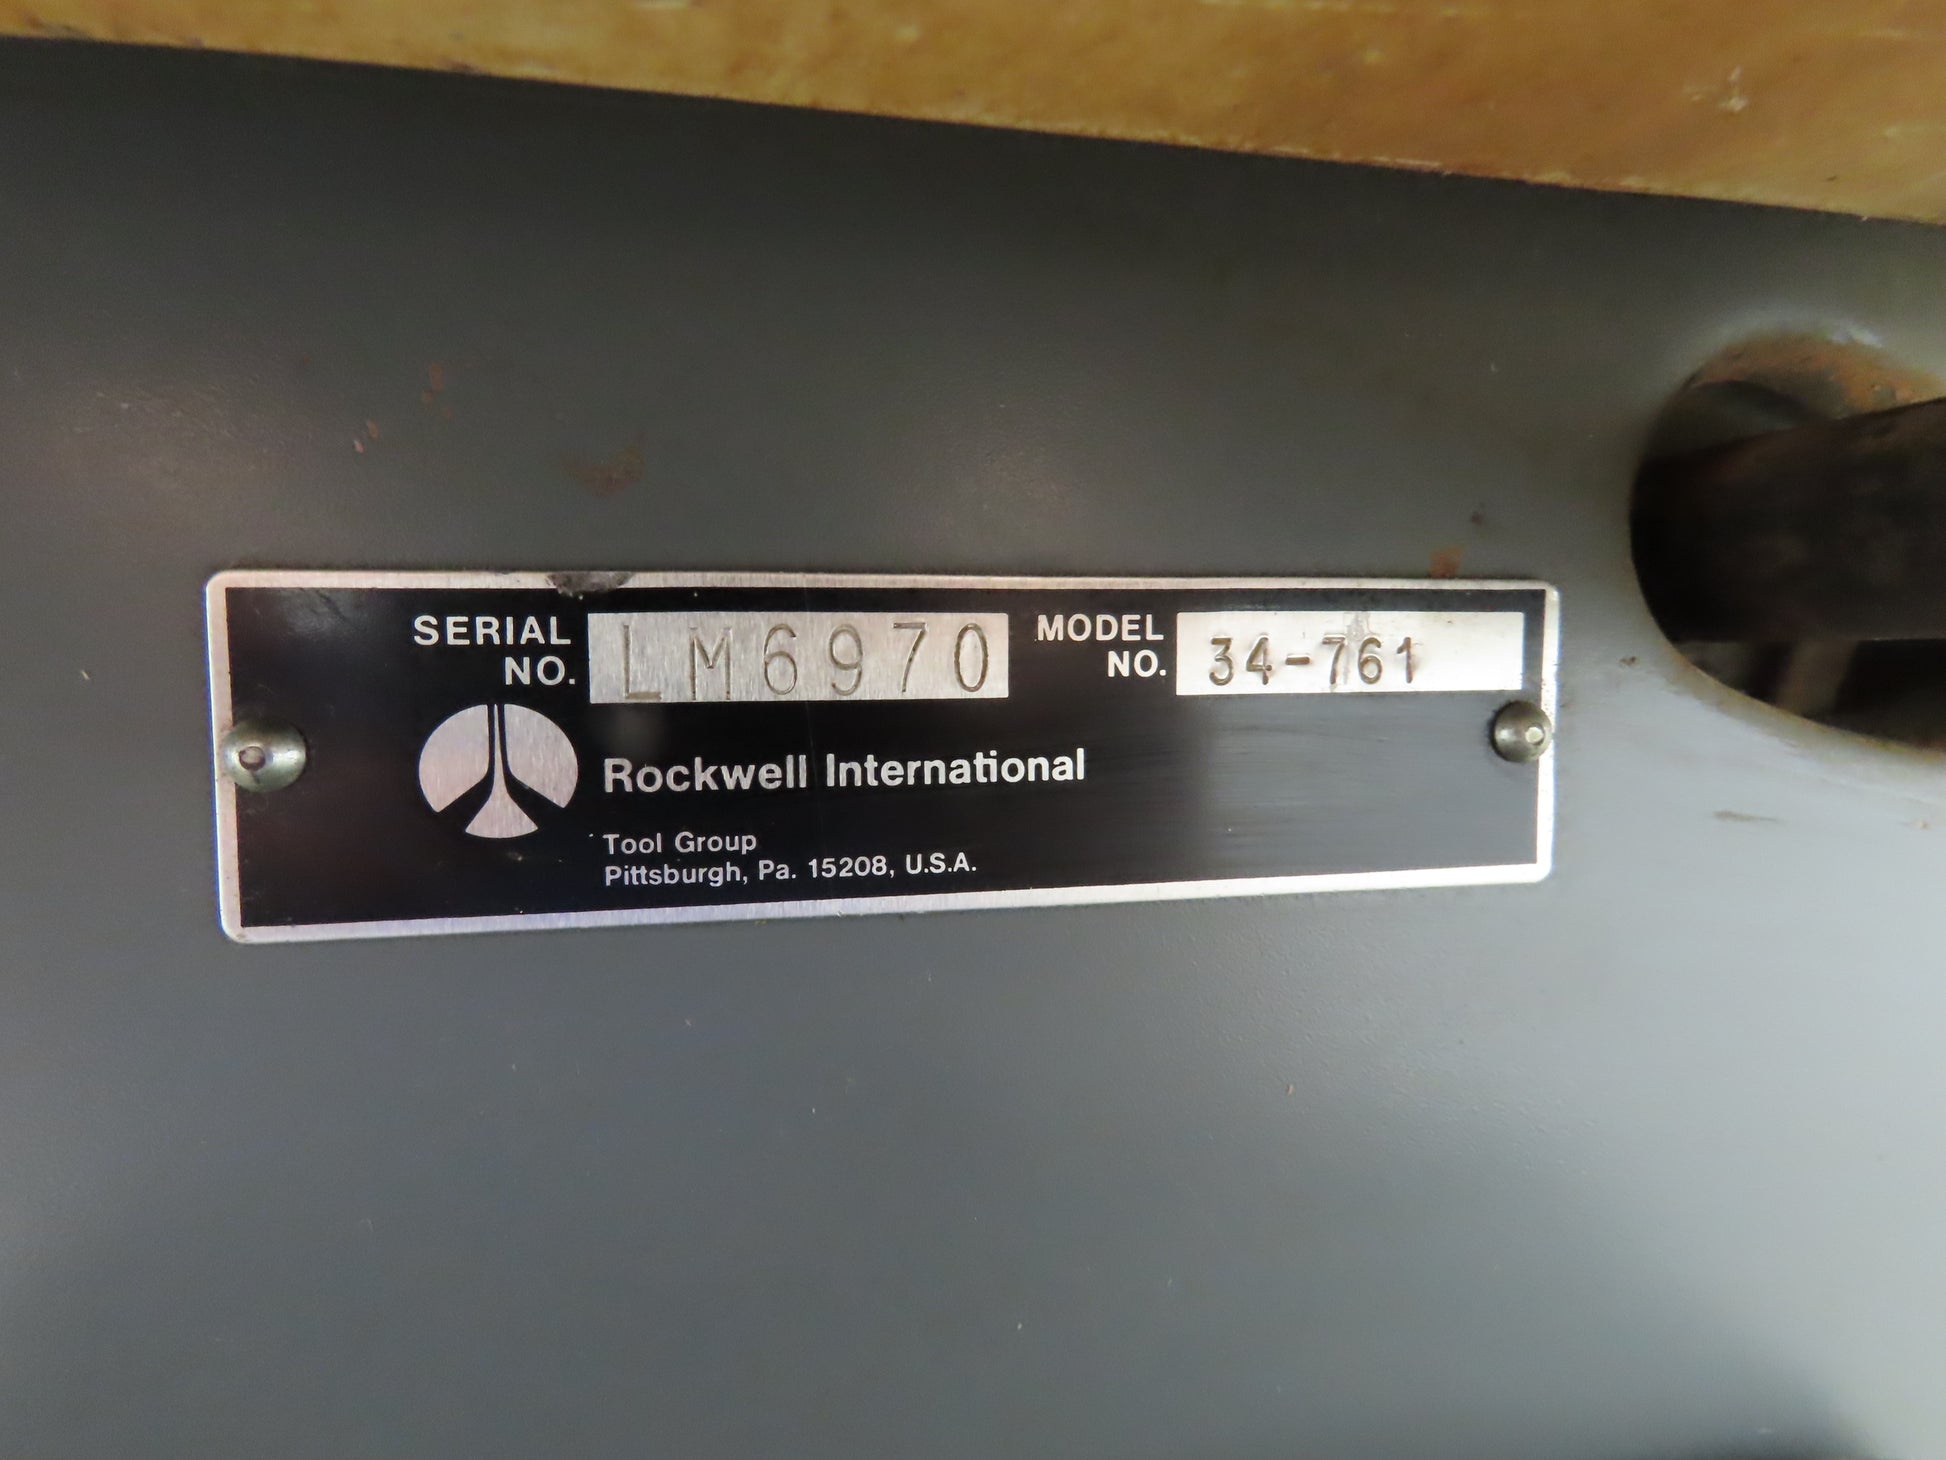 SERIAL NO. LM6970 MODEL NO. 34-761
Rockwell International
Tool Group
Pittsburgh, Pa. 15208, U.S.A.